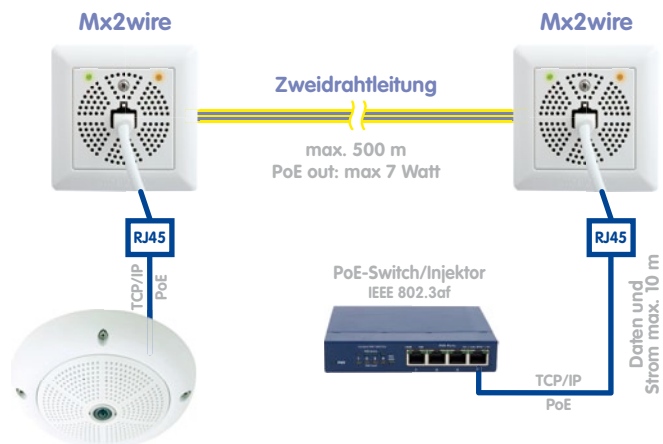 Mx2wire
Mx2wire
Zweidrahtleitung
max. 500 m
PoE out: max 7 Watt
RJ45
RJ45
TCP/IP
PoE
PoE-Switch/Injektor
IEEE 802.3af
Daten und
Strom max. 10 m
TCP/IP
PoE